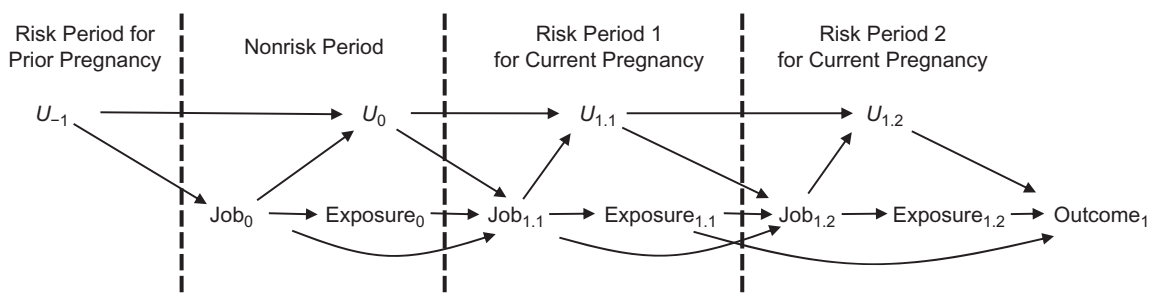 Risk Period for
Prior Pregnancy
Nonrisk Period
Risk Period 1
for Current Pregnancy
Risk Period 2
for Current Pregnancy
U₋₁
U₀
U₁.₁
U₁.₂
Job₀
Exposure₀
Job₁.₁
Exposure₁.₁
Job₁.₂
Exposure₁.₂
Outcome₁